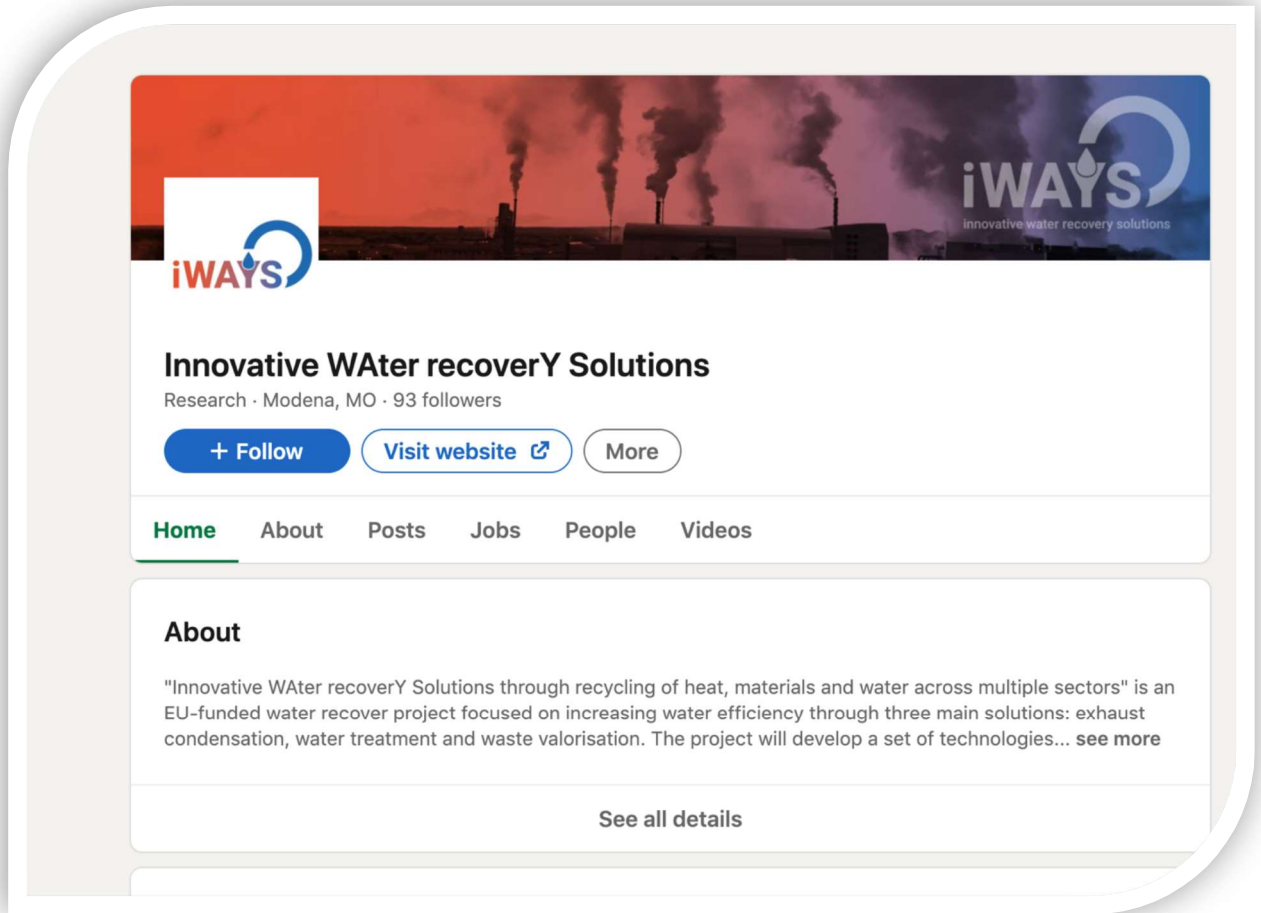 iWAYS
innovative water recovery solutions
iWAYS
Innovative WAter recoverY Solutions
Research · Modena, MO · 93 followers
+ Follow
Visit website
More
Home About Posts Jobs People Videos
About
"Innovative WAter recoverY Solutions through recycling of heat, materials and water across multiple sectors" is an
EU-funded water recover project focused on increasing water efficiency through three main solutions: exhaust
condensation, water treatment and waste valorisation. The project will develop a set of technologies... see more
See all details